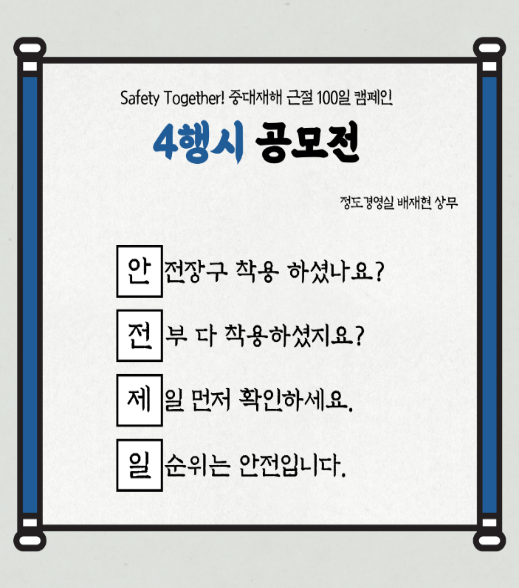 Safety Together! 중대재해 근절 100일 캠페인
4행시 공모전
정도경영실 배재현 상무
안전장구 착용 하셨나요?
전부 다 착용하셨지요?
제일 먼저 확인하세요.
일순위는 안전입니다.